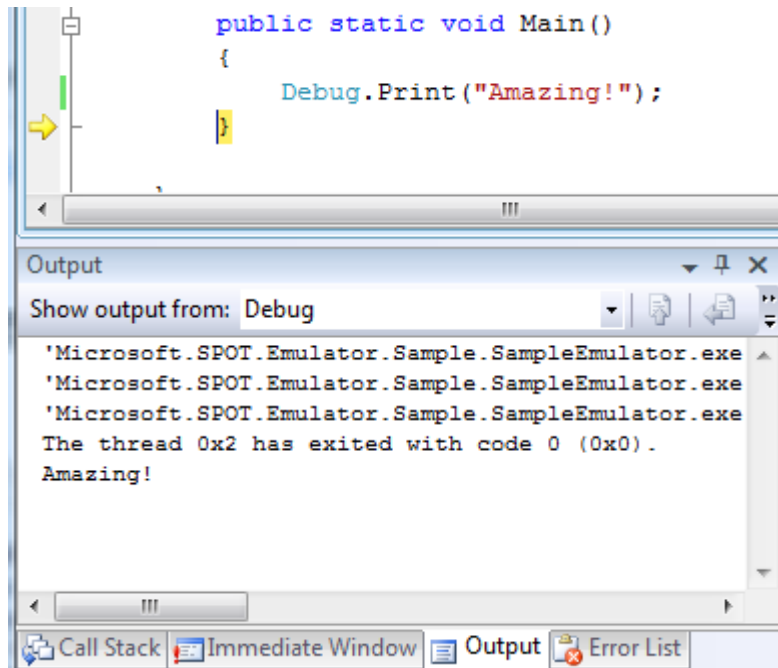 public static void Main()
{
Debug.Print("Amazing!");
}
Output
Show output from: Debug
'Microsoft.SPOT.Emulator.Sample.SampleEmulator.exe
'Microsoft.SPOT.Emulator.Sample.SampleEmulator.exe
'Microsoft.SPOT.Emulator.Sample.SampleEmulator.exe
The thread 0x2 has exited with code 0 (0x0).
Amazing!
Call Stack Immediate Window Output Error List